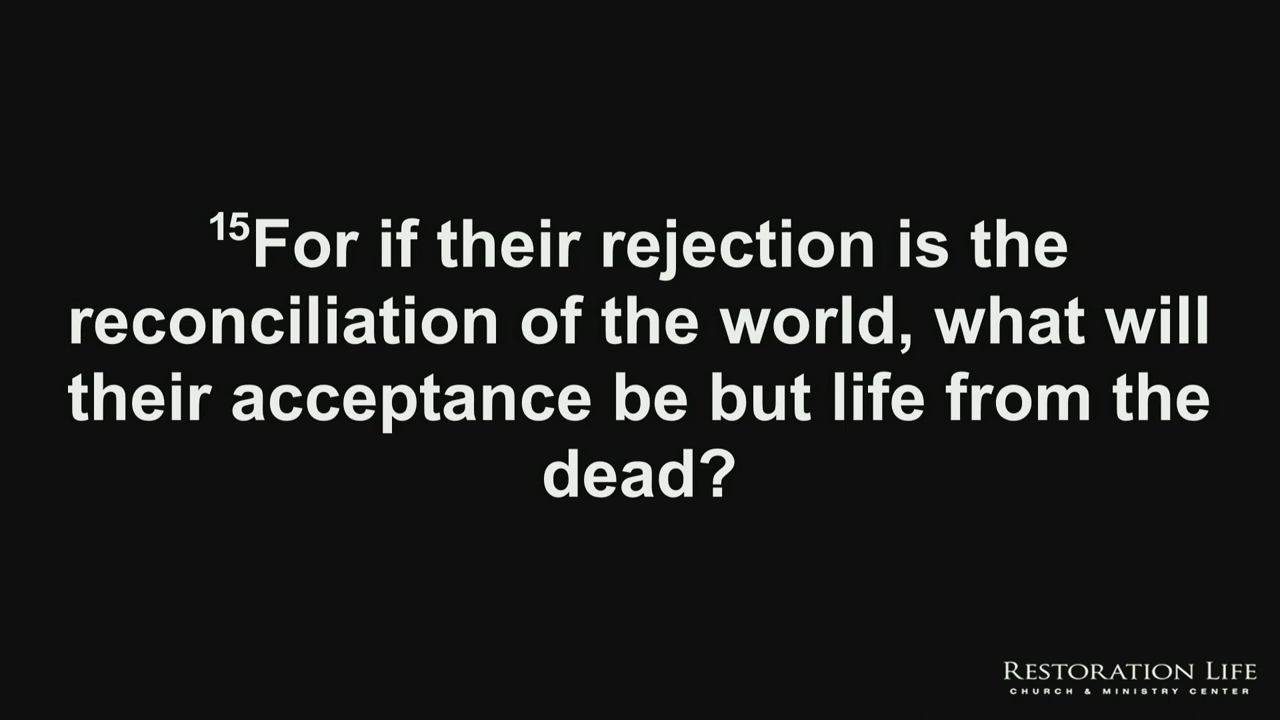 15For if their rejection is the
reconciliation of the world, what will
their acceptance be but life from the
dead?
RESTORATION LIFE
CHURCH & MINISTRY CENTER